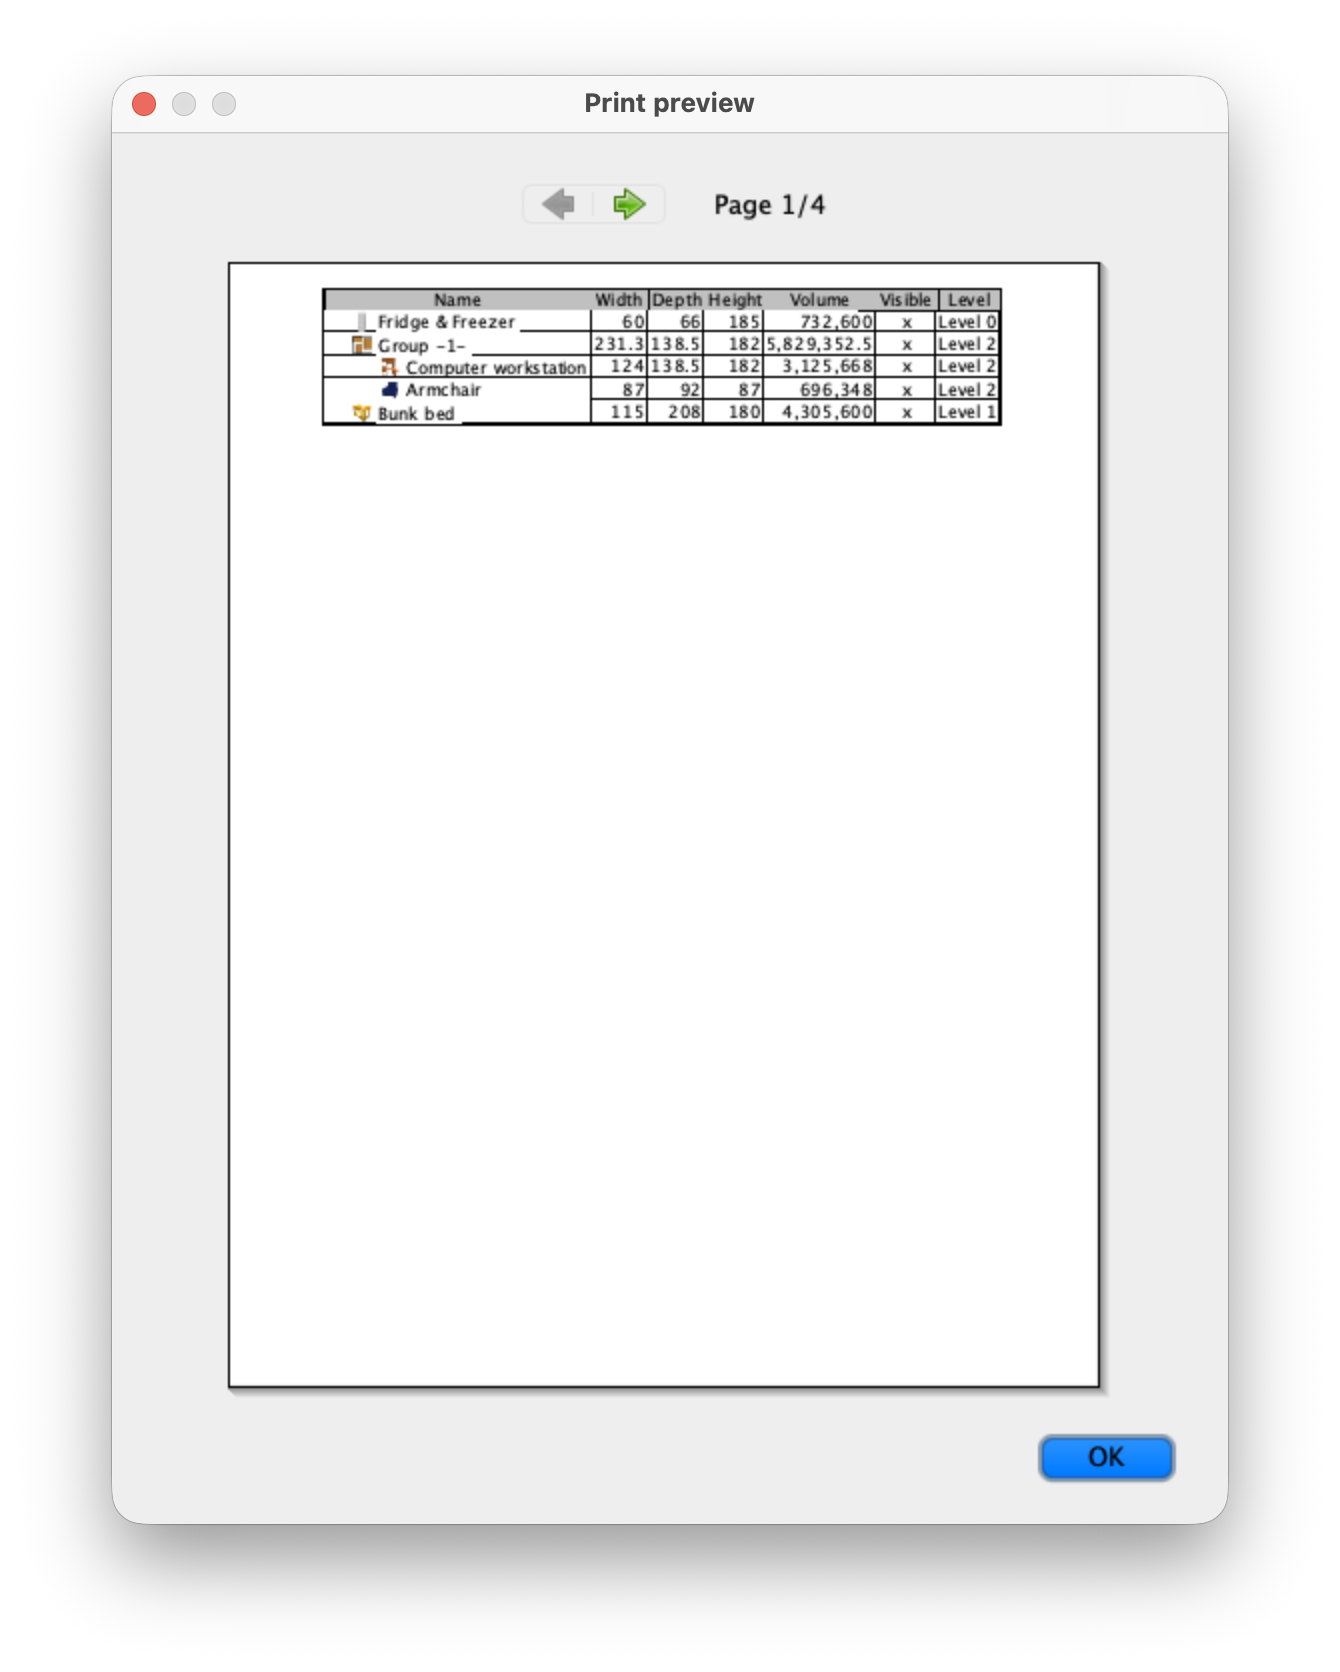 Print preview
Page 1/4
Name Width Depth Height Volume Visible Level
Fridge & Freezer 60 66 185 732,600 x Level 0
Group -1- 231.3 138.5 182 5,829,352.5 x Level 2
Computer workstation 124 138.5 182 3,125,668 x Level 2
Armchair 87 92 87 696,348 x Level 2
Bunk bed 115 208 180 4,305,600 x Level 1
OK